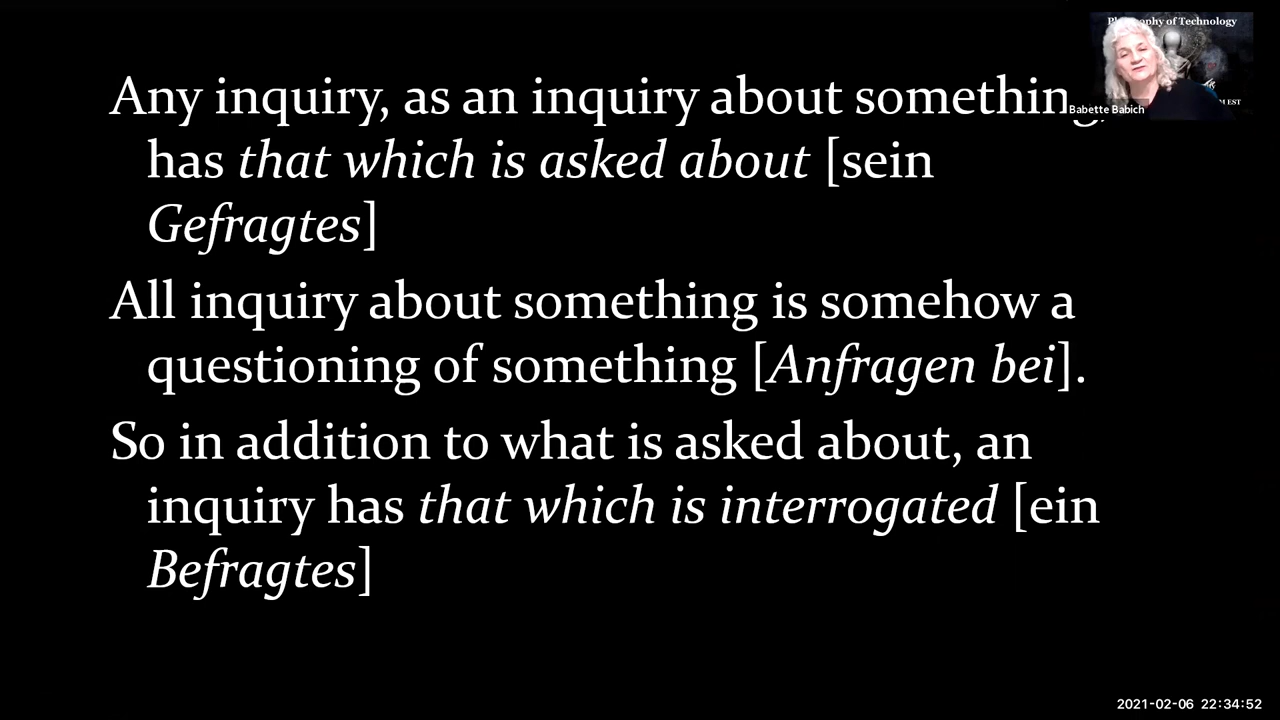 Any inquiry, as an inquiry about something,
has that which is asked about [sein
Gefragtes]
All inquiry about something is somehow a
questioning of something [Anfragen bei].
So in addition to what is asked about, an
inquiry has that which is interrogated [ein
Befragtes]
of Technology
Babette Babich
EST
2021-02-06 22:34:52